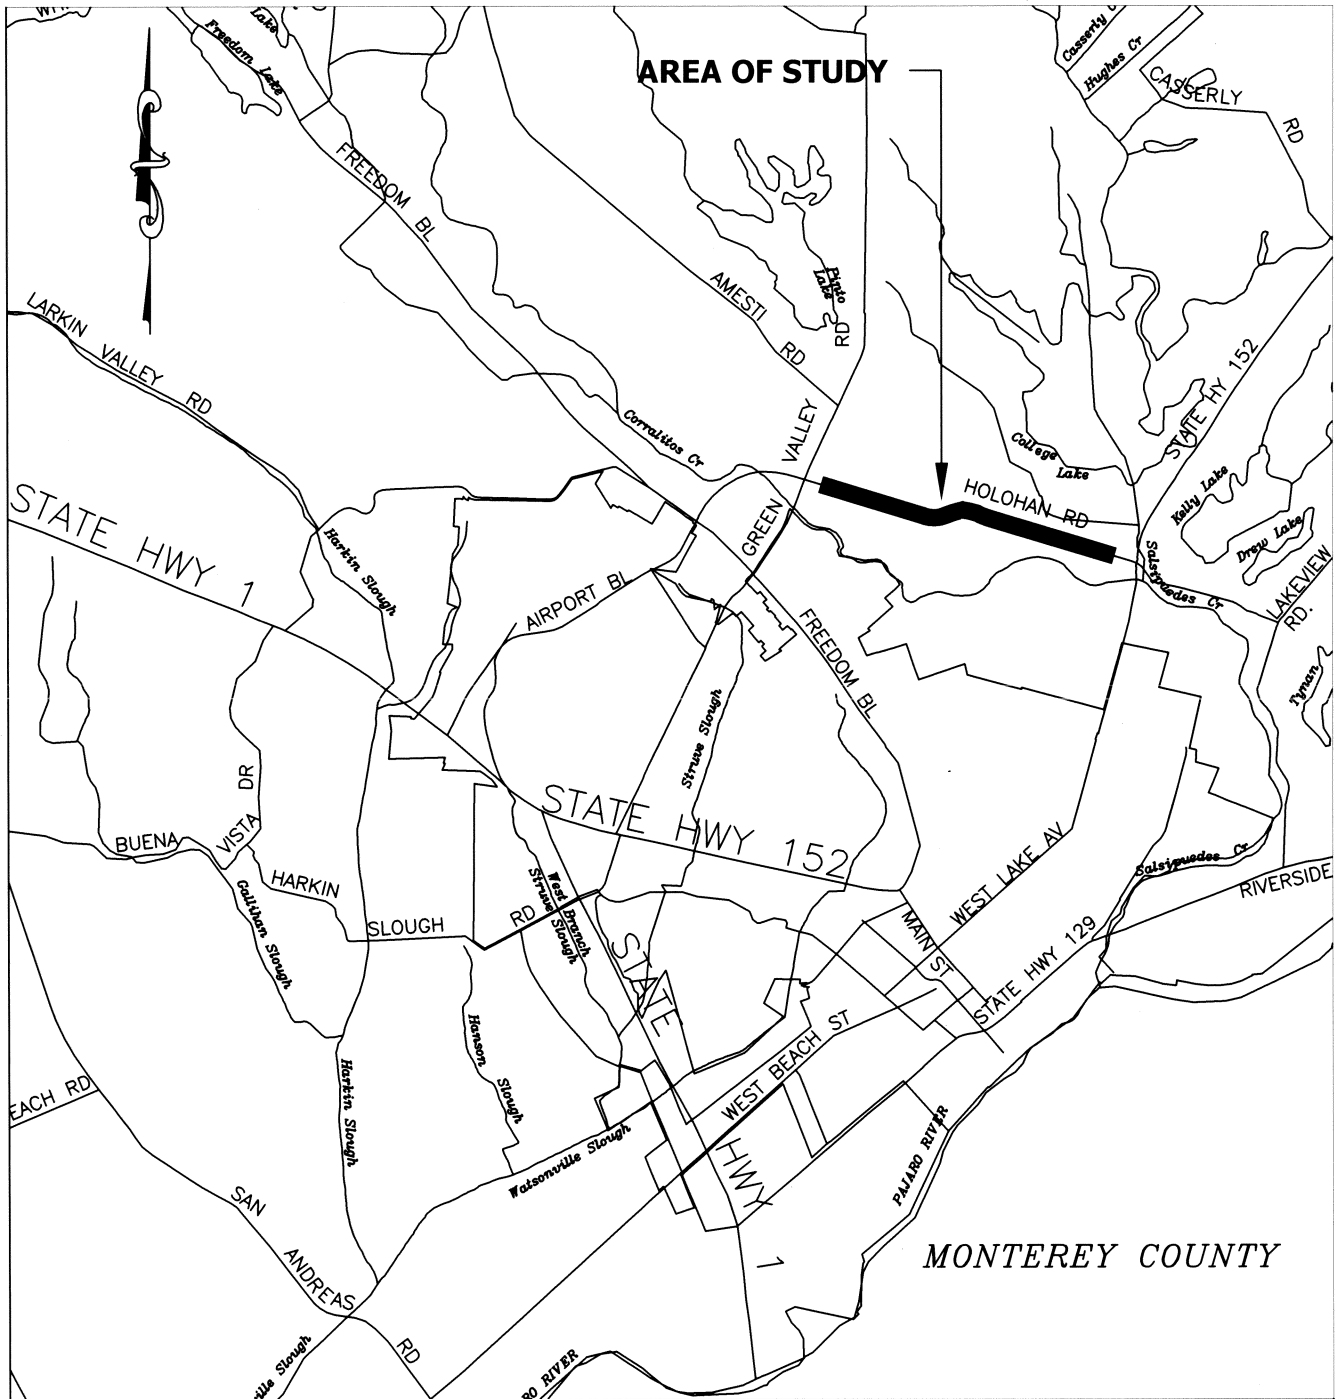 Lake
Freedom Lake
Casserly
Hughes Cr
CASSERLY
RD
AREA OF STUDY
FREEDOM BL
AMESTI
RD
Pinto
Lake
RD
LARKIN
VALLEY
RD
STATE HY 152
VALLEY
Corralitos Cr
College
Lake
HOLOHAN RD
Kelly Lake
Drew Lake
STATE HWY 1
GREEN
Harkin Slough
Salsipuedes Cr
LAKEVIEW
RD.
AIRPORT BL
FREEDOM BL
Tynan
Struve Slough
DR
BUENA
VISTA
STATE HWY 152
WEST LAKE AV
Salsipuedes Cr
RIVERSIDE
HARKIN
SLOUGH
RD
West Branch
Struve Slough
Gallihan Slough
MAIN ST
STATE HWY 129
STATE
Hanson
Slough
WEST BEACH ST
EACH RD
Harkin Slough
Watsonville Slough
HWY
1
PAJARO RIVER
SAN
ANDREAS
RD
MONTEREY COUNTY
ville Slough
RO RIVER